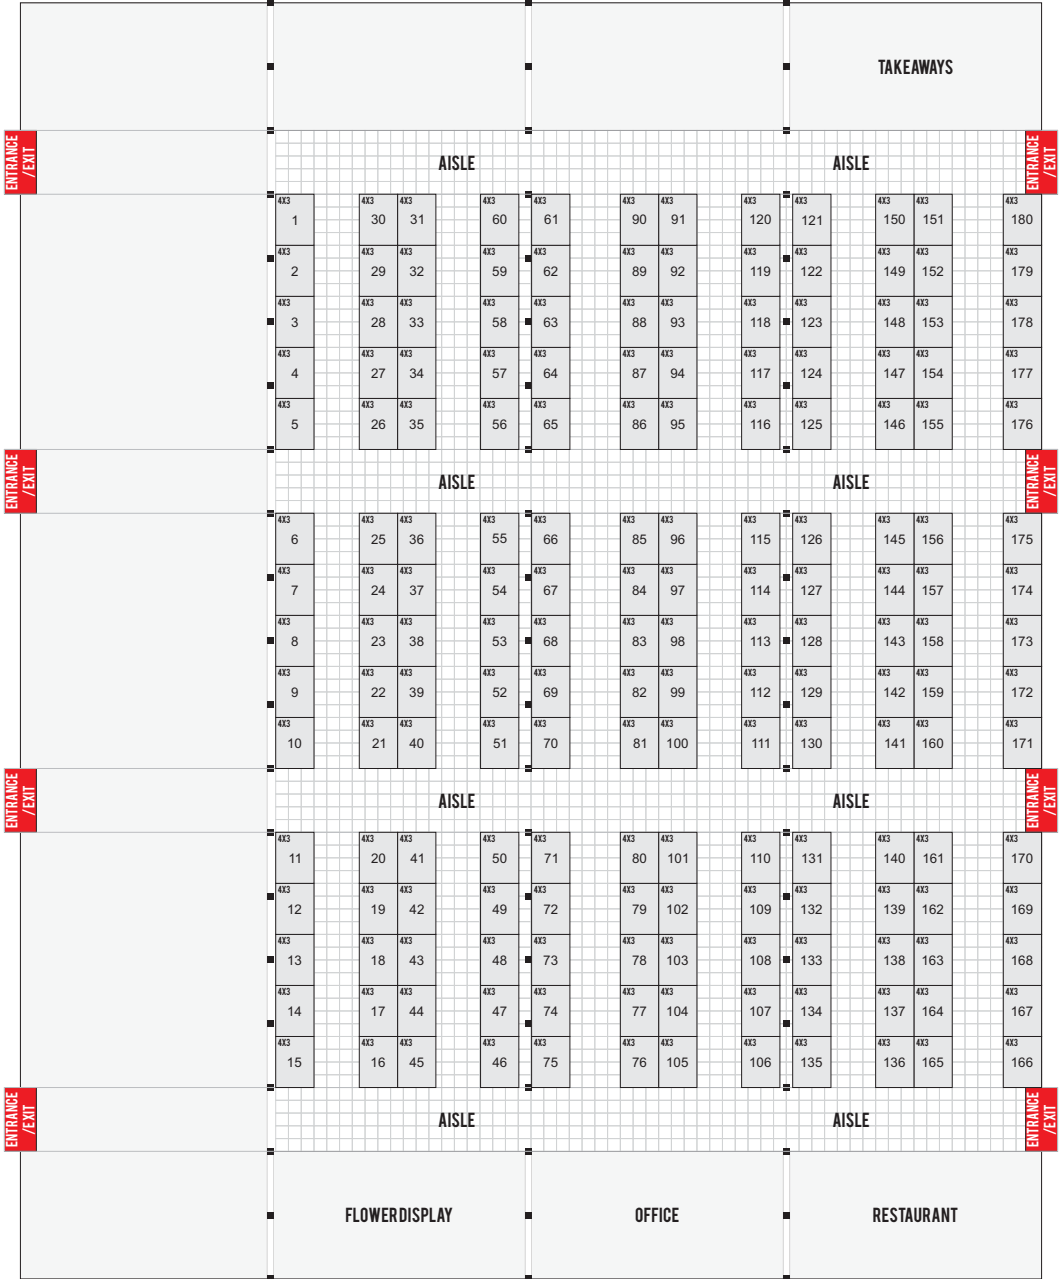 TAKEAWAYS
ENTRANCE
/EXIT
AISLE
AISLE
ENTRANCE
/EXIT
4X3 4X3 4X3 4X3 4X3 4X3 4X3 4X3 4X3 4X3 4X3 4X3
1 30 31 60 61 90 91 120 121 150 151 180
4X3 4X3 4X3 4X3 4X3 4X3 4X3 4X3 4X3 4X3 4X3 4X3
2 29 32 59 62 89 92 119 122 149 152 179
4X3 4X3 4X3 4X3 4X3 4X3 4X3 4X3 4X3 4X3 4X3 4X3
3 28 33 58 63 88 93 118 123 148 153 178
4X3 4X3 4X3 4X3 4X3 4X3 4X3 4X3 4X3 4X3 4X3 4X3
4 27 34 57 64 87 94 117 124 147 154 177
4X3 4X3 4X3 4X3 4X3 4X3 4X3 4X3 4X3 4X3 4X3 4X3
5 26 35 56 65 86 95 116 125 146 155 176
ENTRANCE
/EXIT
AISLE
AISLE
ENTRANCE
/EXIT
4X3 4X3 4X3 4X3 4X3 4X3 4X3 4X3 4X3 4X3 4X3 4X3
6 25 36 55 66 85 96 115 126 145 156 175
4X3 4X3 4X3 4X3 4X3 4X3 4X3 4X3 4X3 4X3 4X3 4X3
7 24 37 54 67 84 97 114 127 144 157 174
4X3 4X3 4X3 4X3 4X3 4X3 4X3 4X3 4X3 4X3 4X3 4X3
8 23 38 53 68 83 98 113 128 143 158 173
4X3 4X3 4X3 4X3 4X3 4X3 4X3 4X3 4X3 4X3 4X3 4X3
9 22 39 52 69 82 99 112 129 142 159 172
4X3 4X3 4X3 4X3 4X3 4X3 4X3 4X3 4X3 4X3 4X3 4X3
10 21 40 51 70 81 100 111 130 141 160 171
ENTRANCE
/EXIT
AISLE
AISLE
ENTRANCE
/EXIT
4X3 4X3 4X3 4X3 4X3 4X3 4X3 4X3 4X3 4X3 4X3 4X3
11 20 41 50 71 80 101 110 131 140 161 170
4X3 4X3 4X3 4X3 4X3 4X3 4X3 4X3 4X3 4X3 4X3 4X3
12 19 42 49 72 79 102 109 132 139 162 169
4X3 4X3 4X3 4X3 4X3 4X3 4X3 4X3 4X3 4X3 4X3 4X3
13 18 43 48 73 78 103 108 133 138 163 168
4X3 4X3 4X3 4X3 4X3 4X3 4X3 4X3 4X3 4X3 4X3 4X3
14 17 44 47 74 77 104 107 134 137 164 167
4X3 4X3 4X3 4X3 4X3 4X3 4X3 4X3 4X3 4X3 4X3 4X3
15 16 45 46 75 76 105 106 135 136 165 166
ENTRANCE
/EXIT
AISLE
AISLE
ENTRANCE
/EXIT
FLOWER DISPLAY
OFFICE
RESTAURANT